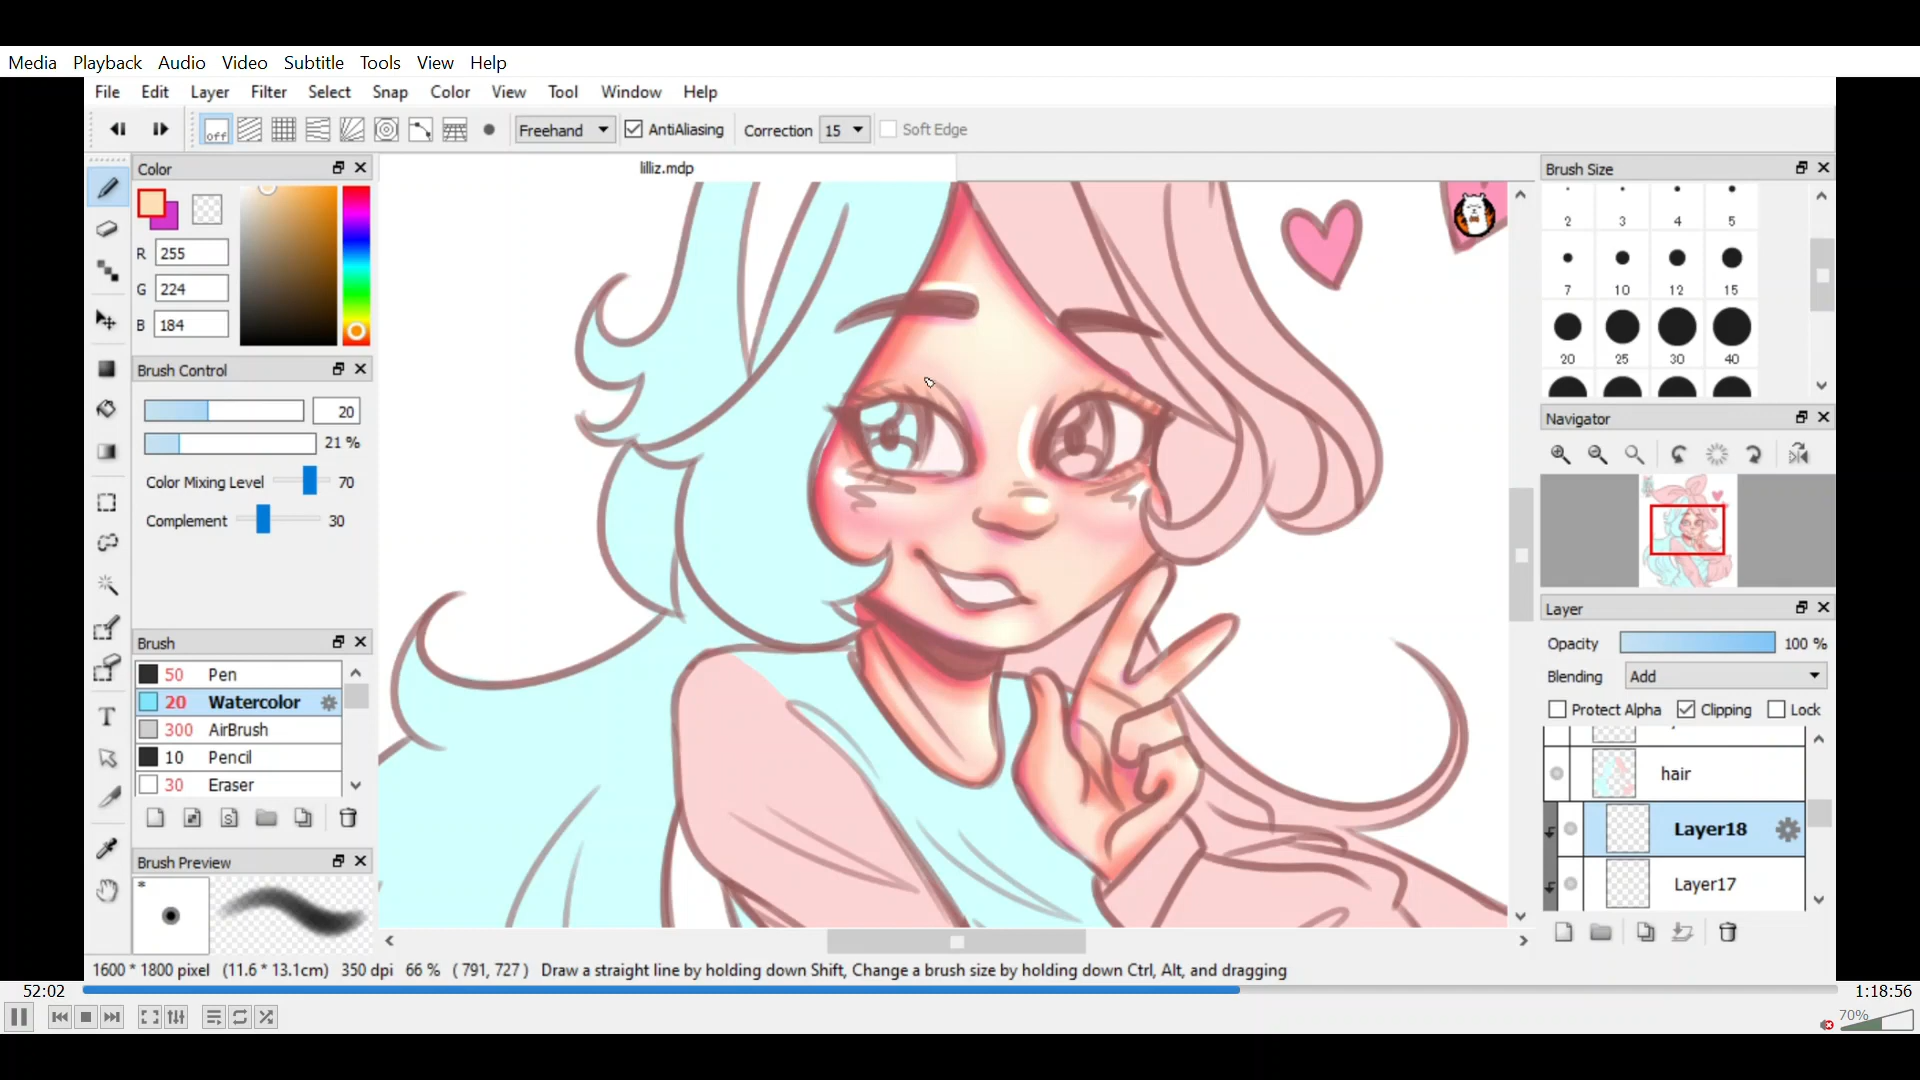 Media Playback Audio Video Subtitle Tools View Help
File Edit Layer Filter Select Snap Color View Tool Window Help
off Freehand AntiAliasing Correction 15 Soft Edge
Color
lilliz.mdp
R 255
G 224
B 184
Brush Control
20
21 %
Color Mixing Level 70
Complement 30
Brush
50 Pen
20 Watercolor
300 AirBrush
10 Pencil
30 Eraser
Brush Preview
*
Brush Size
2 3 4 5
7 10 12 15
20 25 30 40
Navigator
Layer
Opacity 100 %
Blending Add
Protect Alpha Clipping Lock
hair
Layer18
Layer17
1600 * 1800 pixel (11.6 * 13.1cm) 350 dpi 66 % ( 791, 727 ) Draw a straight line by holding down Shift, Change a brush size by holding down Ctrl, Alt, and dragging
52:02 1:18:56
70%